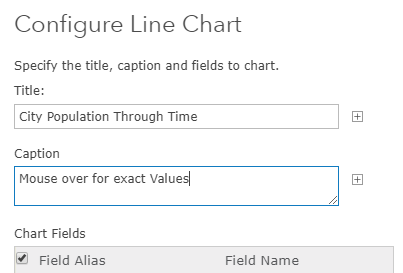 Configure Line Chart
Specify the title, caption and fields to chart.
Title:
City Population Through Time
Caption
Mouse over for exact Values
Chart Fields
Field Alias Field Name